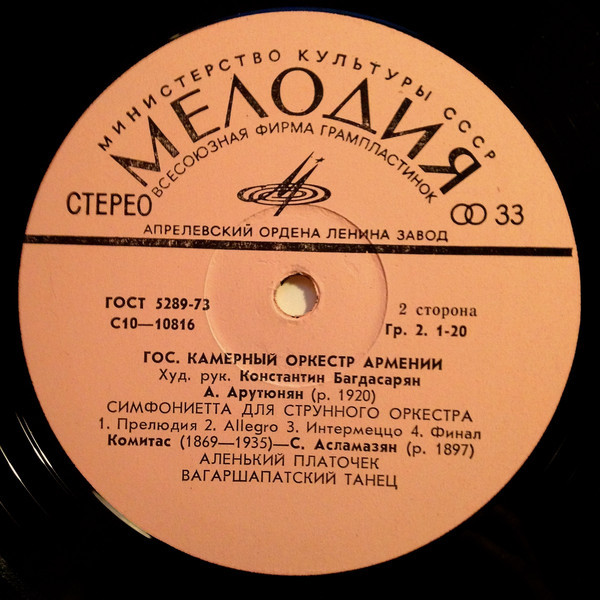 МИНИСТЕРСТВО КУЛЬТУРЫ СССР
МЕЛОДИЯ
ВСЕСОЮЗНАЯ ФИРМА ГРАМПЛАСТИНОК
СТЕРЕО
33
АПРЕЛЕВСКИЙ ОРДЕНА ЛЕНИНА ЗАВОД
ГОСТ 5289-73
С10—10816
2 сторона
Гр. 2. 1-20
ГОС. КАМЕРНЫЙ ОРКЕСТР АРМЕНИИ
Худ. рук. Константин Багдасарян
А. Арутюнян (р. 1920)
СИМФОНИЕТТА ДЛЯ СТРУННОГО ОРКЕСТРА
1. Прелюдия 2. Allegro 3. Интермеццо 4. Финал
Комитас (1869—1935)—С. Асламазян (р. 1897)
АЛЕНЬКИЙ ПЛАТОЧЕК
ВАГАРШАПАТСКИЙ ТАНЕЦ